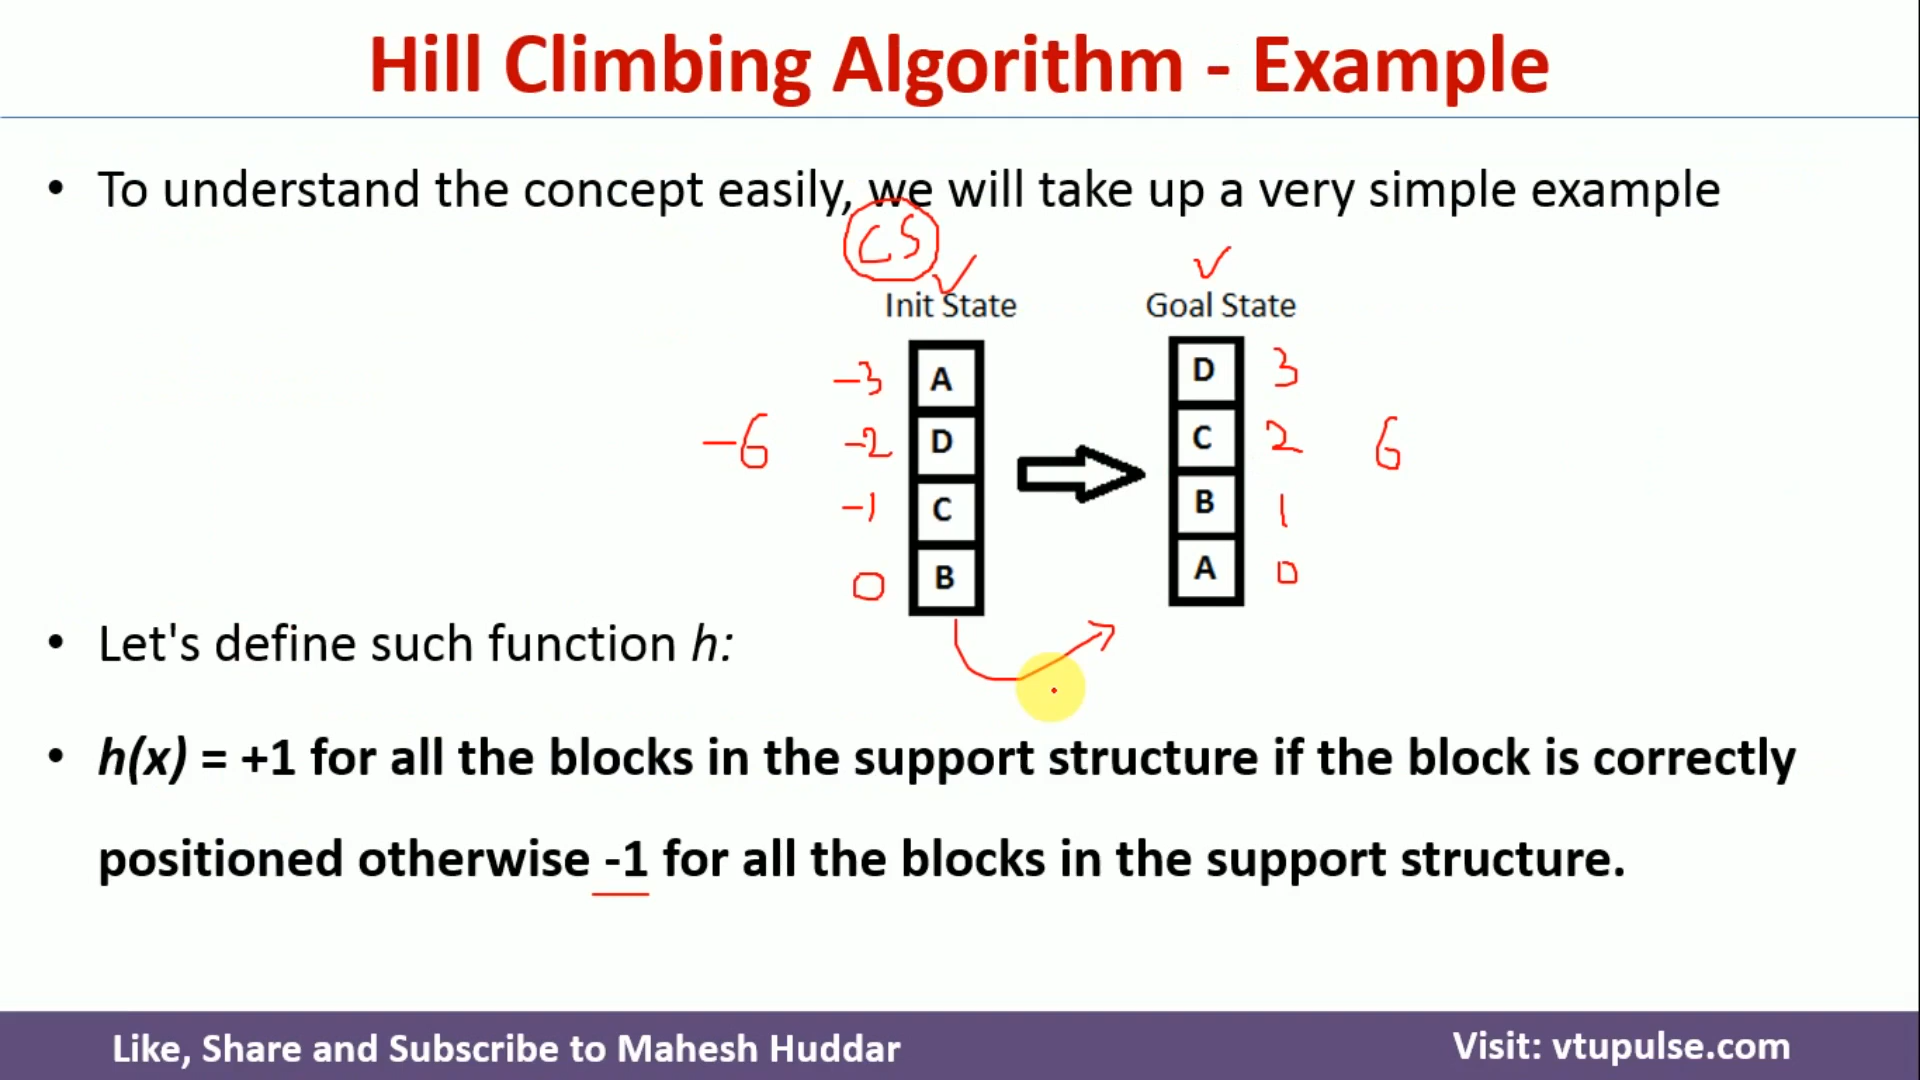 Hill Climbing Algorithm - Example
• To understand the concept easily, we will take up a very simple example
CS
Init State
Goal State
-3 A
D 3
-6 -2 D
C 2 6
-1 C
B 1
0 B
A 0
• Let's define such function h:
• h(x) = +1 for all the blocks in the support structure if the block is correctly
positioned otherwise -1 for all the blocks in the support structure.
Like, Share and Subscribe to Mahesh Huddar
Visit: vtupulse.com